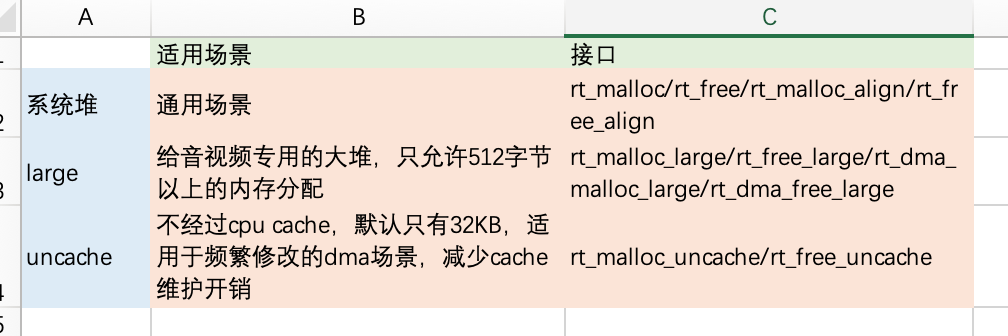 A B C
适用场景 接口
系统堆 通用场景 rt_malloc/rt_free/rt_malloc_align/rt_fr
ee_align
2
large 给音视频专用的大堆，只允许512字节 rt_malloc_large/rt_free_large/rt_dma_
以上的内存分配 malloc_large/rt_dma_free_large
uncache 不经过cpu cache，默认只有32KB，适
用于频繁修改的dma场景，减少cache rt_malloc_uncache/rt_free_uncache
维护开销
4
5